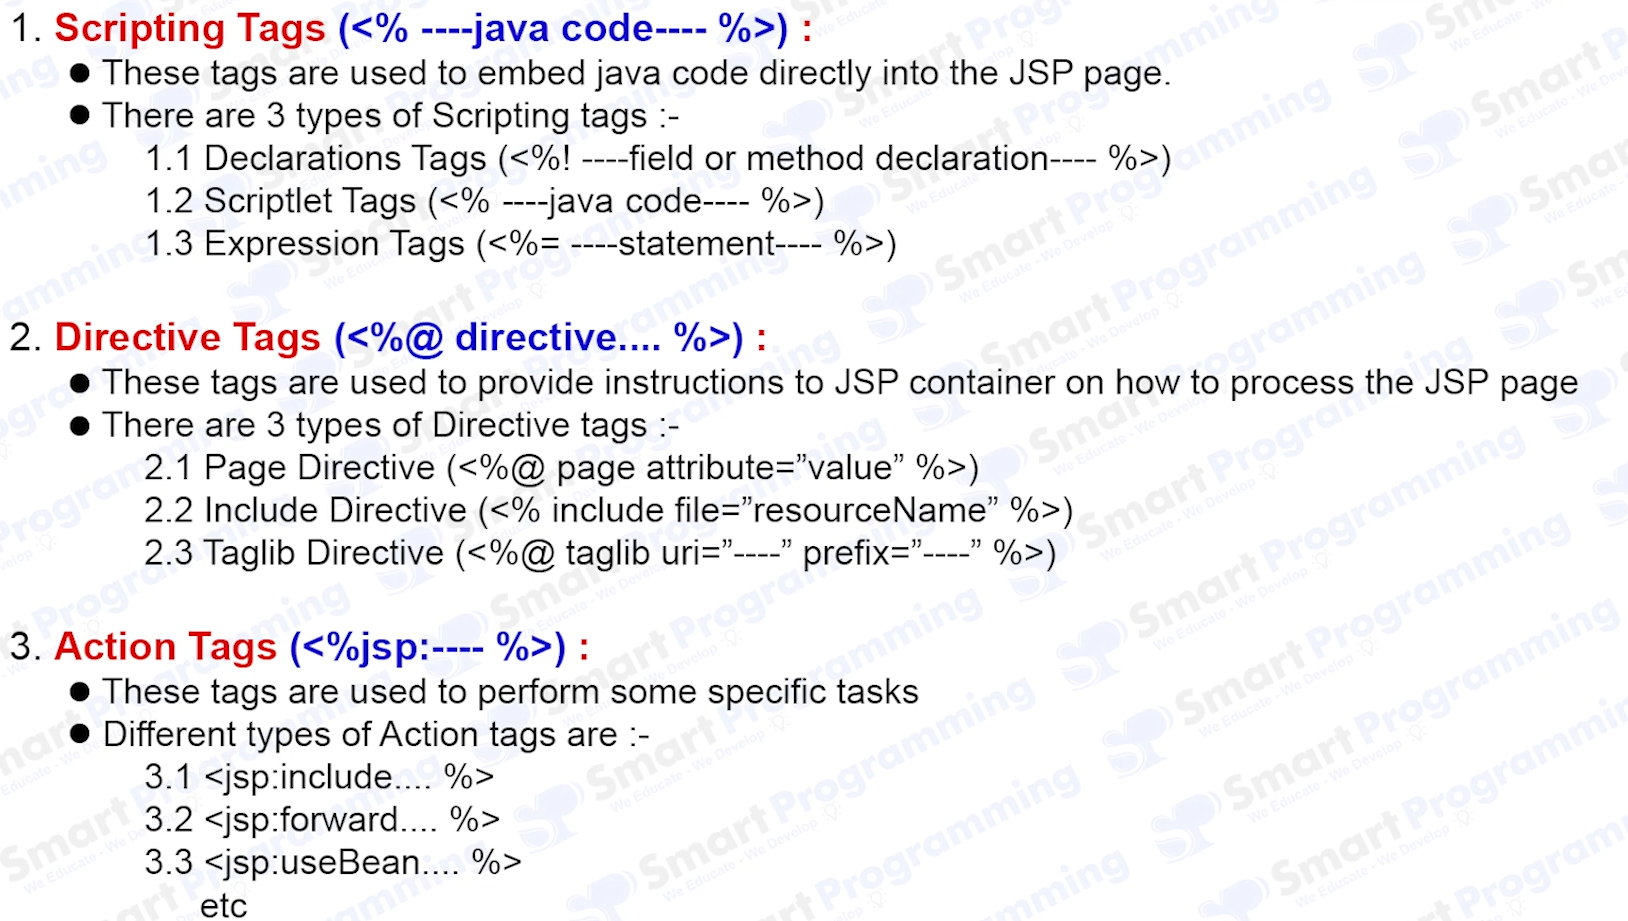 1. Scripting Tags (<% ----java code---- %>) :
● These tags are used to embed java code directly into the JSP page.
● There are 3 types of Scripting tags :-
1.1 Declarations Tags (<%! ----field or method declaration---- %>)
1.2 Scriptlet Tags (<% ----java code---- %>)
1.3 Expression Tags (<%= ----statement---- %>)
2. Directive Tags (<%@ directive.... %>) :
● These tags are used to provide instructions to JSP container on how to process the JSP page
● There are 3 types of Directive tags :-
2.1 Page Directive (<%@ page attribute=”value” %>)
2.2 Include Directive (<% include file=”resourceName” %>)
2.3 Taglib Directive (<%@ taglib uri=”----” prefix=”----” %>)
3. Action Tags (<%jsp:---- %>) :
● These tags are used to perform some specific tasks
● Different types of Action tags are :-
3.1 <jsp:include.... %>
3.2 <jsp:forward.... %>
3.3 <jsp:useBean.... %>
etc
Smart Programming
We Educate - We Develop